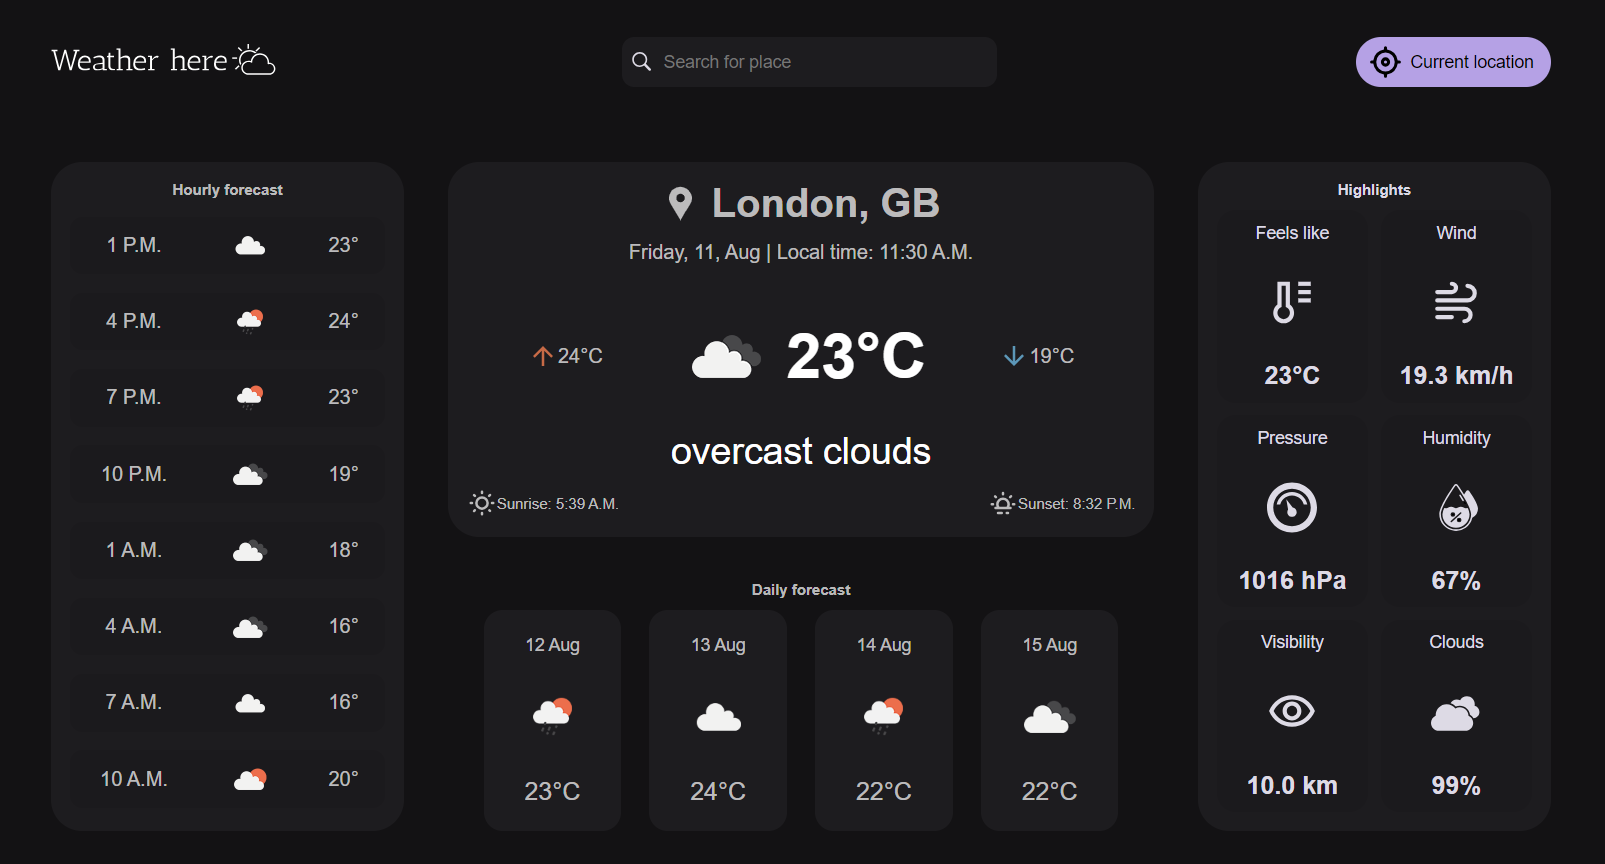 Weather here
Search for place
Current location
Hourly forecast
1 P.M. 23°
4 P.M. 24°
7 P.M. 23°
10 P.M. 19°
1 A.M. 18°
4 A.M. 16°
7 A.M. 16°
10 A.M. 20°
London, GB
Friday, 11, Aug | Local time: 11:30 A.M.
24°C 23°C 19°C
overcast clouds
Sunrise: 5:39 A.M. Sunset: 8:32 P.M.
Daily forecast
12 Aug 13 Aug 14 Aug 15 Aug
23°C 24°C 22°C 22°C
Highlights
Feels like Wind
23°C 19.3 km/h
Pressure Humidity
1016 hPa 67%
Visibility Clouds
10.0 km 99%